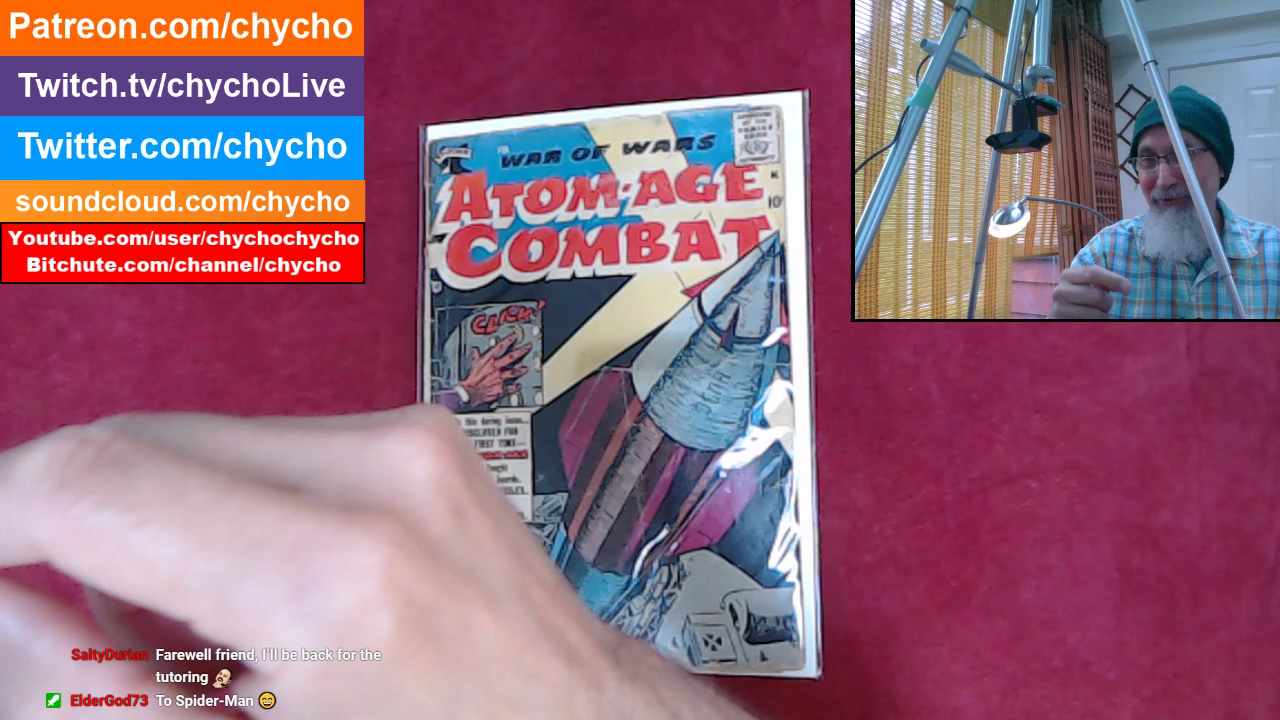 Patreon.com/chycho
Twitch.tv/chychoLive
Twitter.com/chycho
soundcloud.com/chycho
Youtube.com/user/chychochycho
Bitchute.com/channel/chycho
WAR OF WARS
ATOM-AGE
COMBAT
K
10
CLICK!
FIRST TIME—
SaltyDurian Farewell friend, I'll be back for the
tutoring
ElderGod73 To Spider-Man